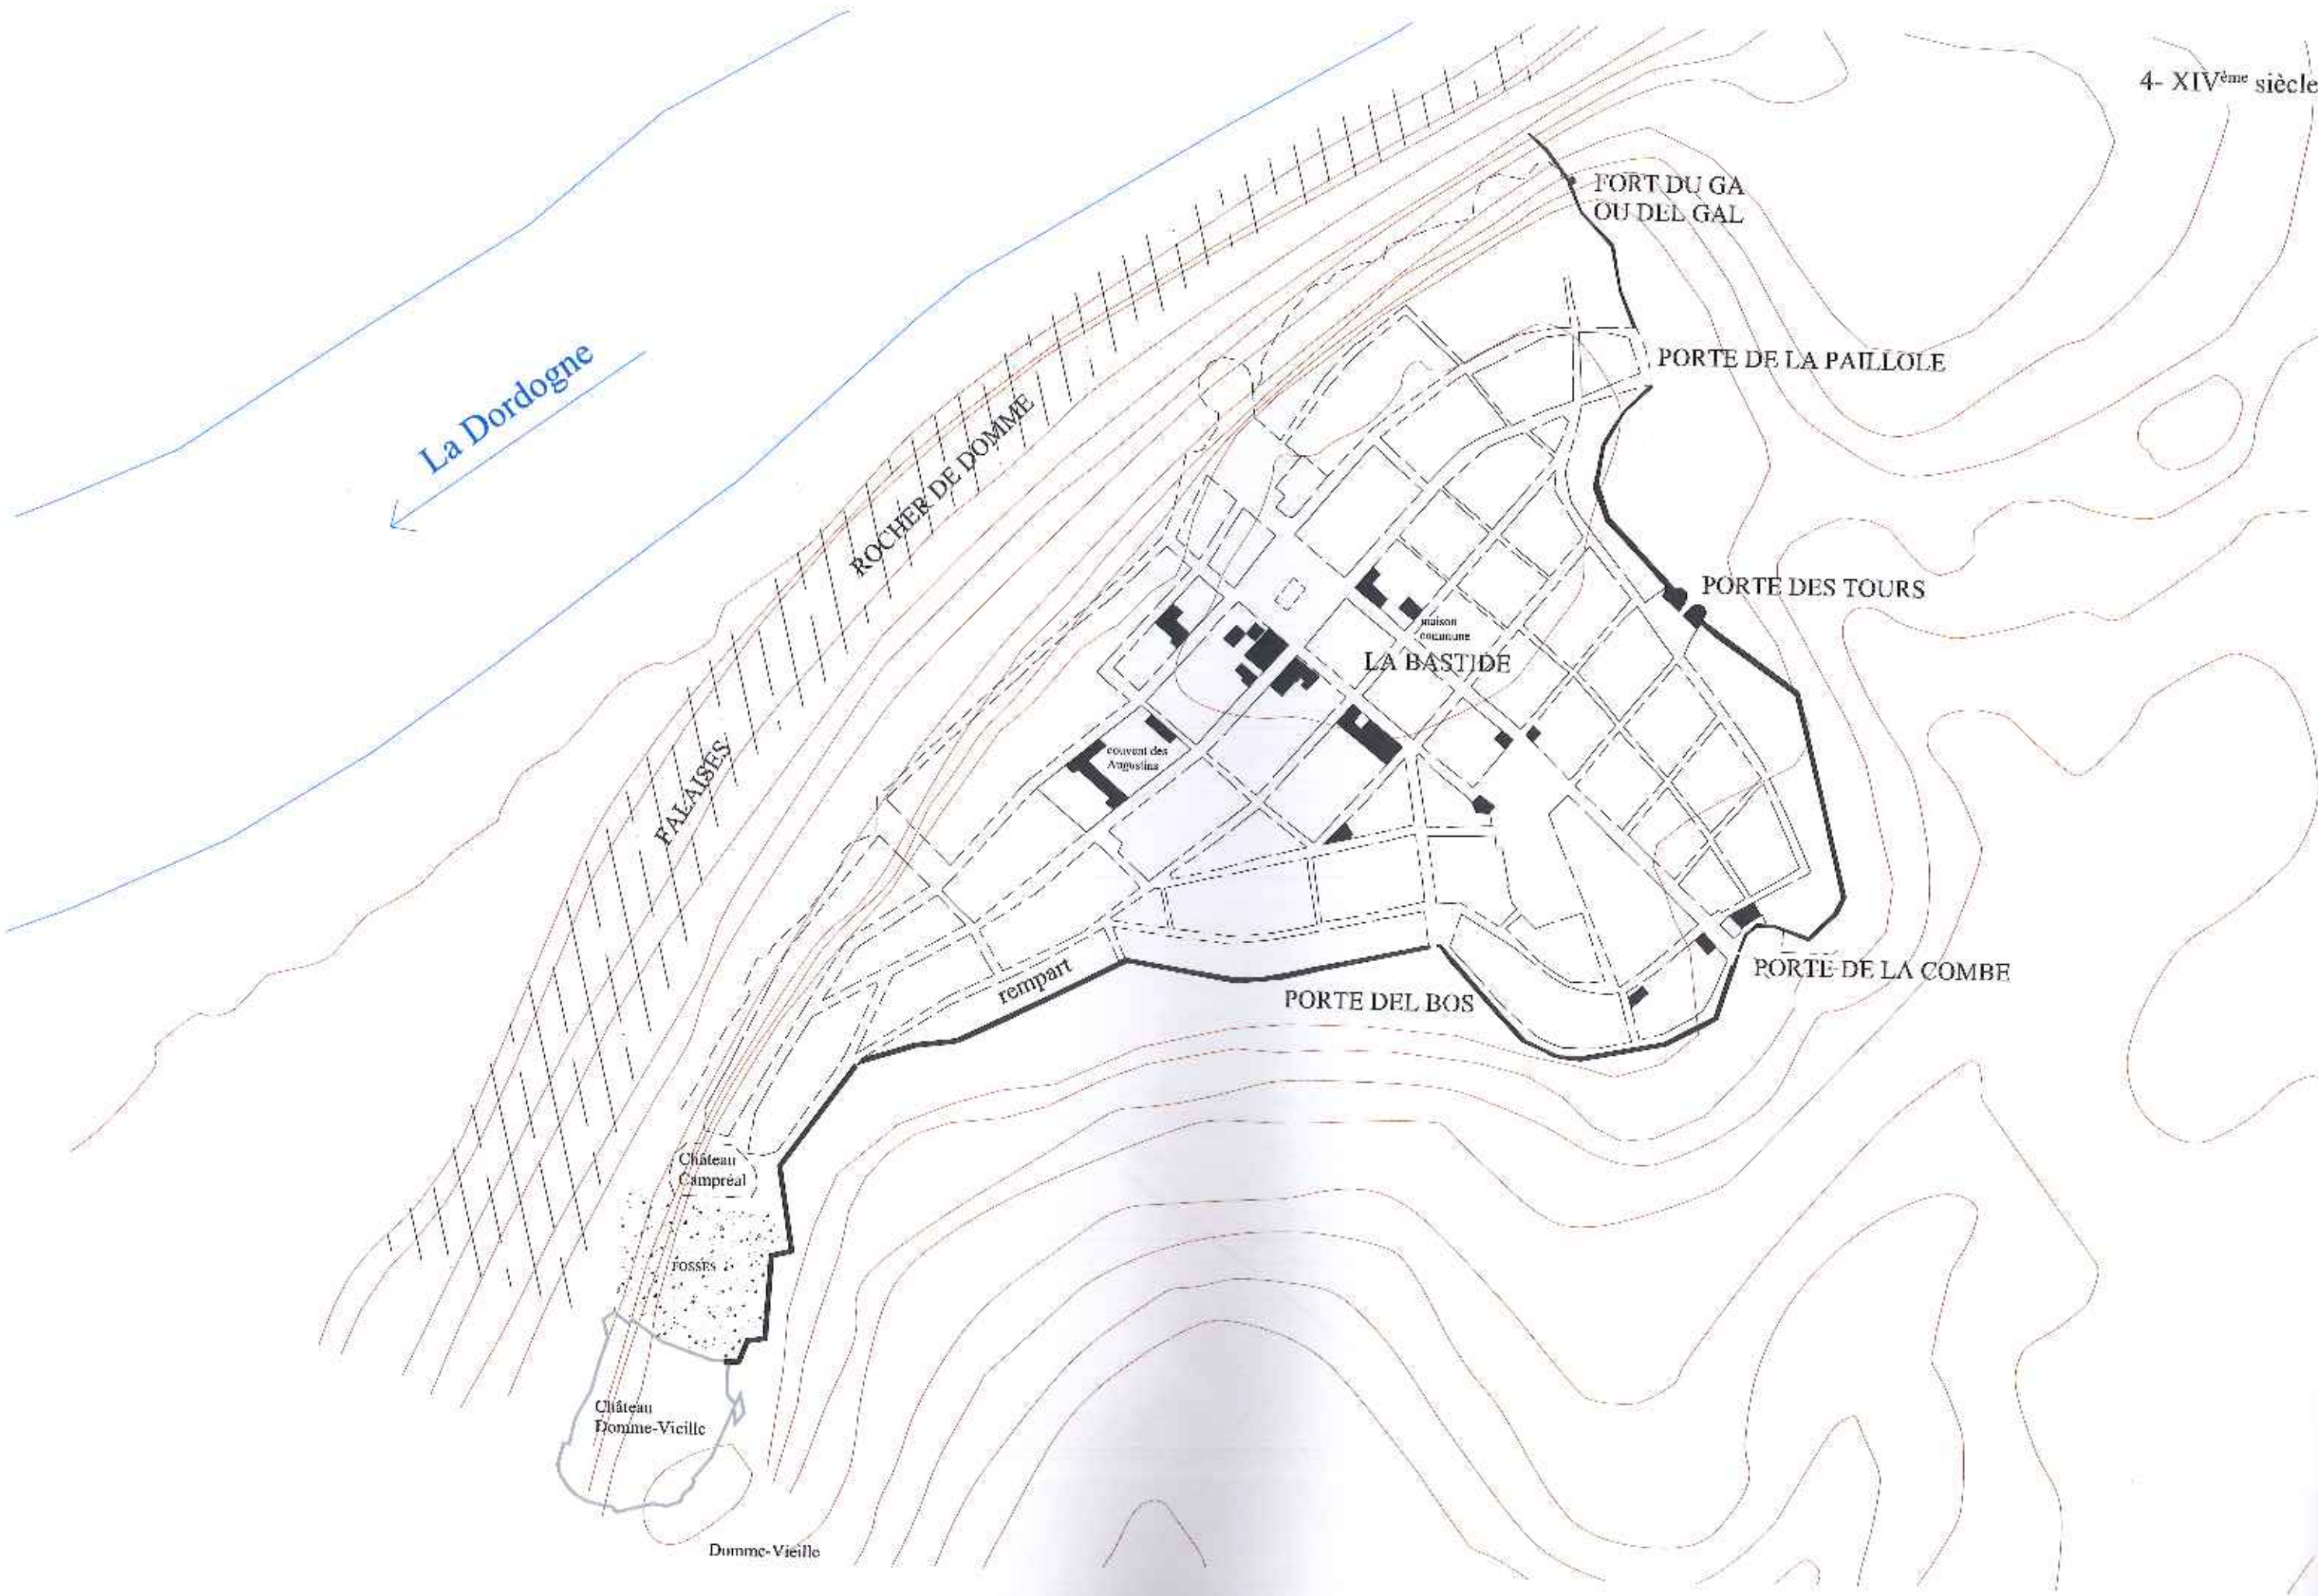 4- XIVème siècle
FORT DU GA
OU DEL GAL
PORTE DE LA PAILLOLE
La Dordogne
ROCHER DE DOMME
PORTE DES TOURS
maison
commune
LA BASTIDE
couvent des
Augustins
FALAISES
PORTE DE LA COMBE
rempart
PORTE DEL BOS
Château
Campréal
FOSSES
Château
Domme-Vieille
Domme-Vieille